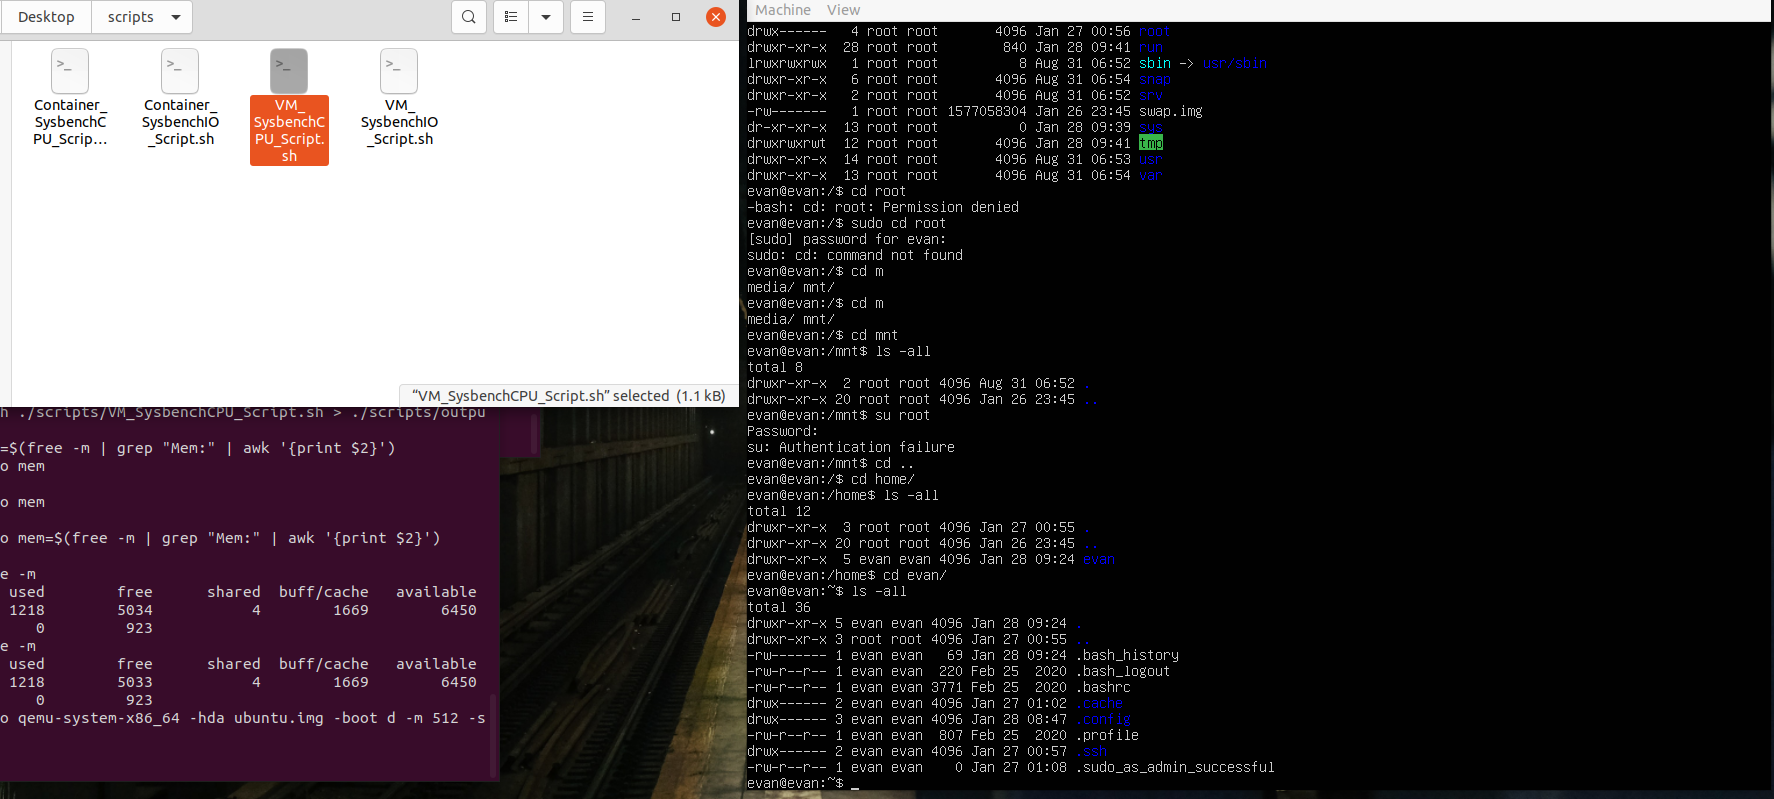 Desktop
scripts
Container_
SysbenchC
PU_Scrip…
Container_
SysbenchIO
_Script.sh
VM_
SysbenchC
PU_Script.
sh
VM_
SysbenchIO
_Script.sh
“VM_SysbenchCPU_Script.sh” selected (1.1 kB)
h ./scripts/VM_SysbenchCPU_Script.sh > ./scripts/outpu
=$(free -m | grep "Mem:" | awk '{print $2}')
o mem
o mem
o mem=$(free -m | grep "Mem:" | awk '{print $2}')
e -m
used free shared buff/cache available
1218 5034 4 1669 6450
0 923
e -m
used free shared buff/cache available
1218 5033 4 1669 6450
0 923
o qemu-system-x86_64 -hda ubuntu.img -boot d -m 512 -s
Machine View
drwx------ 4 root root 4096 Jan 27 00:56 root
drwxr-xr-x 28 root root 840 Jan 28 09:41 run
lrwxrwxrwx 1 root root 8 Aug 31 06:52 sbin -> usr/sbin
drwxr-xr-x 6 root root 4096 Aug 31 06:54 snap
drwxr-xr-x 2 root root 4096 Aug 31 06:52 srv
-rw------- 1 root root 1577058304 Jan 26 23:45 swap.img
dr-xr-xr-x 13 root root 0 Jan 28 09:39 sys
drwxrwxrwt 12 root root 4096 Jan 28 09:41 tmp
drwxr-xr-x 14 root root 4096 Aug 31 06:53 usr
drwxr-xr-x 13 root root 4096 Aug 31 06:54 var
evan@evan:/$ cd root
-bash: cd: root: Permission denied
evan@evan:/$ sudo cd root
[sudo] password for evan:
sudo: cd: command not found
evan@evan:/$ cd m
media/ mnt/
evan@evan:/$ cd m
media/ mnt/
evan@evan:/$ cd mnt
evan@evan:/mnt$ ls -all
total 8
drwxr-xr-x 2 root root 4096 Aug 31 06:52 .
drwxr-xr-x 20 root root 4096 Jan 26 23:45 ..
evan@evan:/mnt$ su root
Password:
su: Authentication failure
evan@evan:/mnt$ cd ..
evan@evan:/$ cd home/
evan@evan:/home$ ls -all
total 12
drwxr-xr-x 3 root root 4096 Jan 27 00:55 .
drwxr-xr-x 20 root root 4096 Jan 26 23:45 ..
drwxr-xr-x 5 evan evan 4096 Jan 28 09:24 evan
evan@evan:/home$ cd evan/
evan@evan:~$ ls -all
total 36
drwxr-xr-x 5 evan evan 4096 Jan 28 09:24 .
drwxr-xr-x 3 root root 4096 Jan 27 00:55 ..
-rw------- 1 evan evan 69 Jan 28 09:24 .bash_history
-rw-r--r-- 1 evan evan 220 Feb 25 2020 .bash_logout
-rw-r--r-- 1 evan evan 3771 Feb 25 2020 .bashrc
drwx------ 2 evan evan 4096 Jan 27 01:02 .cache
drwx------ 3 evan evan 4096 Jan 28 08:47 .config
-rw-r--r-- 1 evan evan 807 Feb 25 2020 .profile
drwx------ 2 evan evan 4096 Jan 27 00:57 .ssh
-rw-r--r-- 1 evan evan 0 Jan 27 01:08 .sudo_as_admin_successful
evan@evan:~$ _